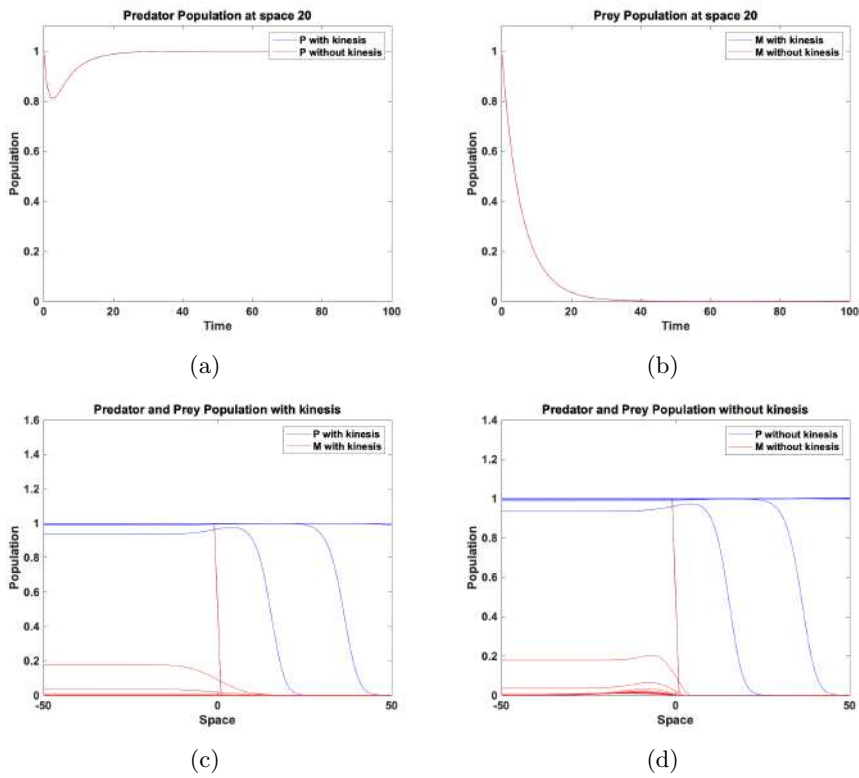 Predator Population at space 20
P with kinesis
P without kinesis
1
0.8
0.6
0.4
0.2
0
Population
0 20 40 60 80 100
Time
(a)
Prey Population at space 20
M with kinesis
M without kinesis
1
0.8
0.6
0.4
0.2
0
Population
0 20 40 60 80 100
Time
(b)
Predator and Prey Population with kinesis
P with kinesis
M with kinesis
1.6
1.4
1.2
1
0.8
0.6
0.4
0.2
0
Population
-50 0 50
Space
(c)
Predator and Prey Population without kinesis
P without kinesis
M without kinesis
1.4
1.2
1
0.8
0.6
0.4
0.2
0
Population
-50 0 50
Space
(d)